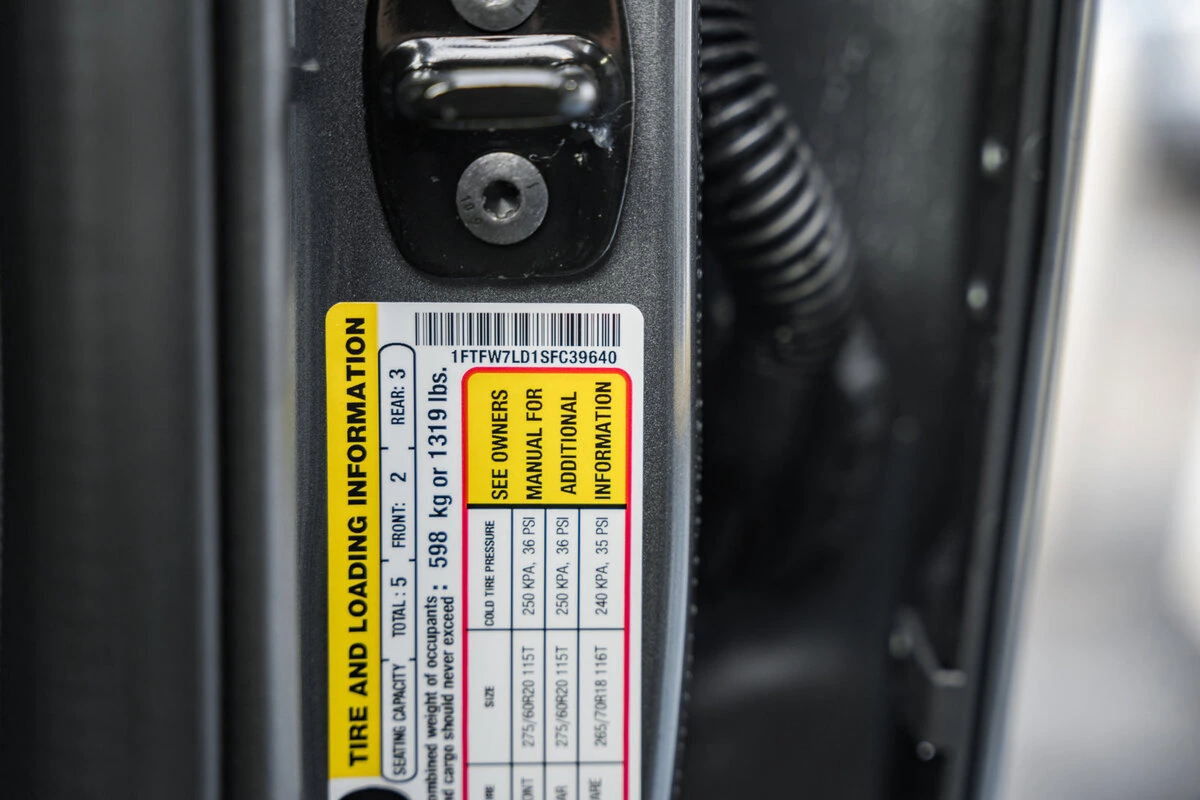 1FTFW7LD1SFC39640
TIRE AND LOADING INFORMATION
SEATING CAPACITY TOTAL : 5 FRONT: 2 REAR: 3
ombined weight of occupants
d cargo should never exceed : 598 kg or 1319 lbs.
SIZE COLD TIRE PRESSURE SEE OWNERS
275/60R20 115T 250 KPA, 36 PSI MANUAL FOR
275/60R20 115T 250 KPA, 36 PSI ADDITIONAL
265/70R18 116T 240 KPA, 35 PSI INFORMATION